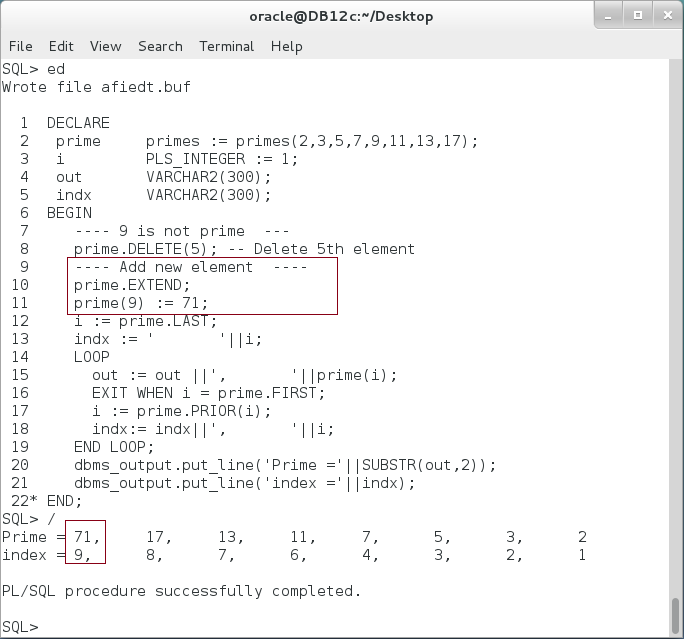 oracle@DB12c:~/Desktop
File Edit View Search Terminal Help
SQL> ed
Wrote file afiedt.buf
1 DECLARE
2 prime primes := primes(2,3,5,7,9,11,13,17);
3 i PLS_INTEGER := 1;
4 out VARCHAR2(300);
5 indx VARCHAR2(300);
6 BEGIN
7 ---- 9 is not prime ---
8 prime.DELETE(5); -- Delete 5th element
9 ---- Add new element ----
10 prime.EXTEND;
11 prime(9) := 71;
12 i := prime.LAST;
13 indx := ' '||i;
14 LOOP
15 out := out ||', '||prime(i);
16 EXIT WHEN i = prime.FIRST;
17 i := prime.PRIOR(i);
18 indx:= indx||', '||i;
19 END LOOP;
20 dbms_output.put_line('Prime ='||SUBSTR(out,2));
21 dbms_output.put_line('index ='||indx);
22* END;
SQL> /
Prime = 71, 17, 13, 11, 7, 5, 3, 2
index = 9, 8, 7, 6, 4, 3, 2, 1
PL/SQL procedure successfully completed.
SQL>